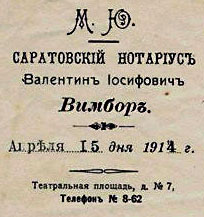 М. Ю.
САРАТОВСКІЙ НОТАРІУСЪ
Валентинъ Іосифовичъ
Вимборъ.
Апрѣля 15 дня 1914 г.
Театральная площадь, д. № 7,
Телефонъ № 8-62